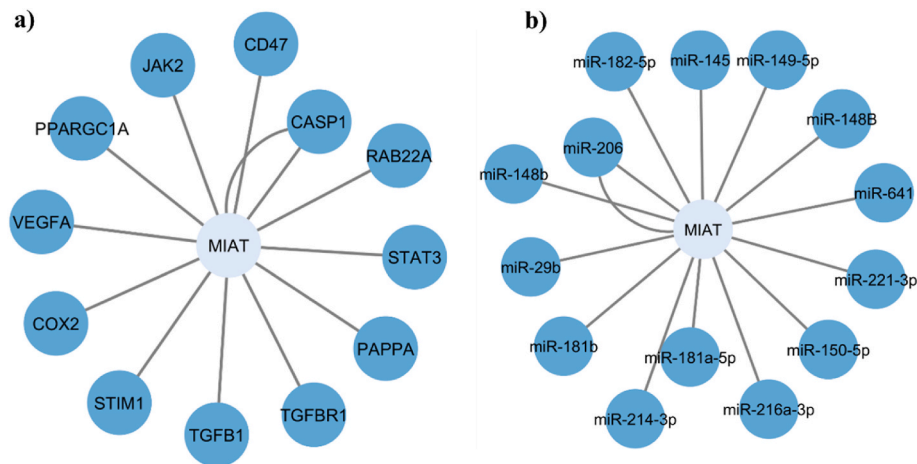 a)
CD47
JAK2
CASP1
PPARGC1A
RAB22A
VEGFA
MIAT
STAT3
COX2
PAPPA
STIM1
TGFBR1
TGFB1
b)
miR-182-5p
miR-145
miR-149-5p
miR-148B
miR-206
miR-148b
miR-641
MIAT
miR-29b
miR-221-3p
miR-181b
miR-150-5p
miR-181a-5p
miR-216a-3p
miR-214-3p